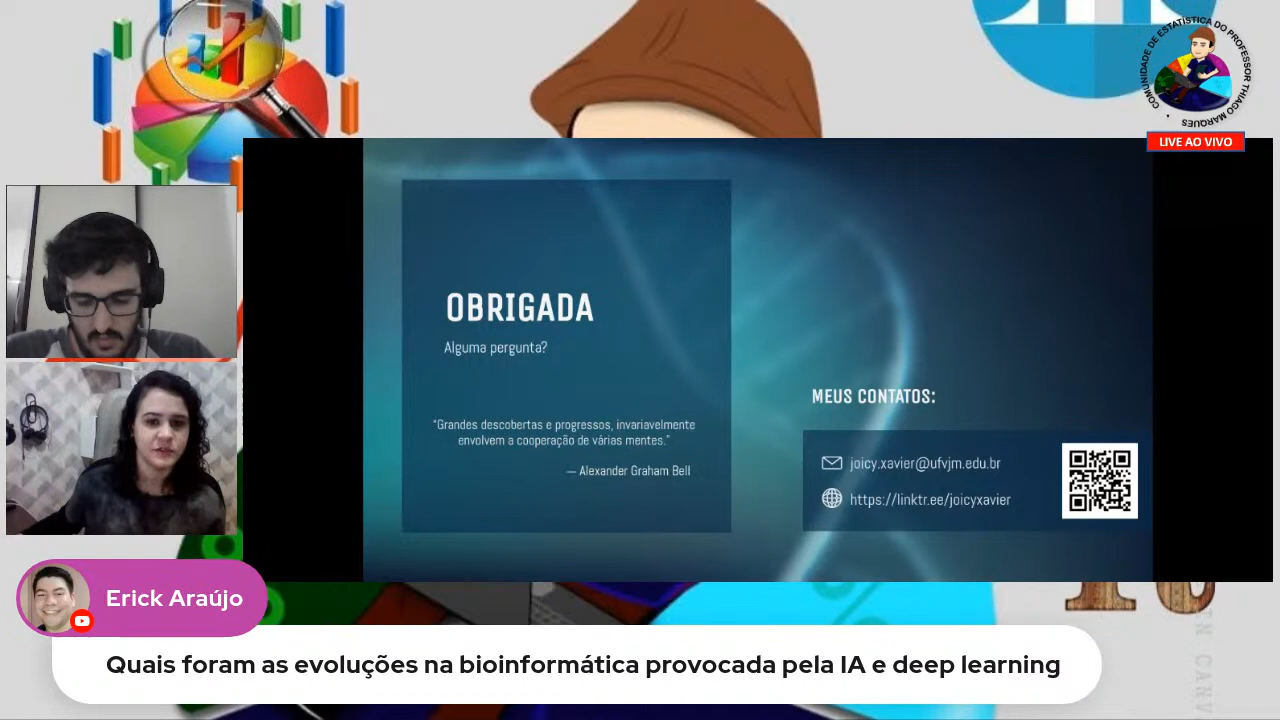 COMUNIDADE DE ESTATÍSTICA DO PROFESSOR THIAGO MARQUES
LIVE AO VIVO
OBRIGADA
Alguma pergunta?
"Grandes descobertas e progressos, invariavelmente
envolvem a cooperação de várias mentes."
— Alexander Graham Bell
MEUS CONTATOS:
joicy.xavier@ufvjm.edu.br
https://linktr.ee/joicyxavier
Erick Araújo
Quais foram as evoluções na bioinformática provocada pela IA e deep learning